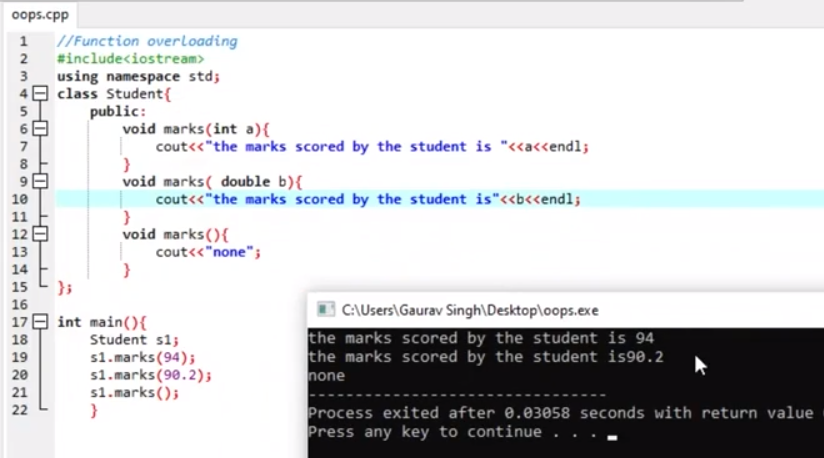 oops.cpp
1 //Function overloading
2 #include<iostream>
3 using namespace std;
4 class Student{
5 public:
6 void marks(int a){
7 cout<<"the marks scored by the student is "<<a<<endl;
8 }
9 void marks( double b){
10 cout<<"the marks scored by the student is"<<b<<endl;
11 }
12 void marks(){
13 cout<<"none";
14 }
15 };
16
17 int main(){
18 Student s1;
19 s1.marks(94);
20 s1.marks(90.2);
21 s1.marks();
22 }
C:\Users\Gaurav Singh\Desktop\oops.exe
the marks scored by the student is 94
the marks scored by the student is90.2
none
--------------------------------
Process exited after 0.03058 seconds with return value
Press any key to continue . . .